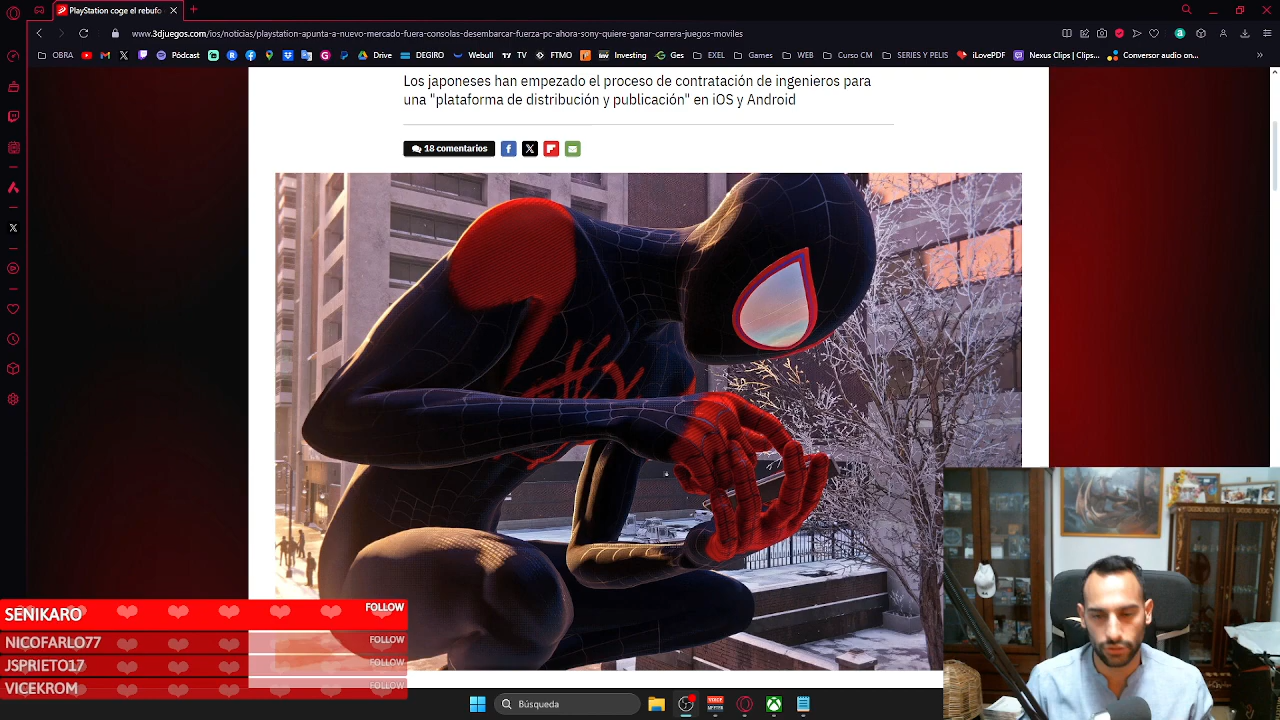 PlayStation coge el rebufo
www.3djuegos.com/ios/noticias/playstation-apunta-a-nuevo-mercado-fuera-consolas-desembarcar-fuerza-pc-ahora-sony-quiere-ganar-carrera-juegos-moviles
OBRA
Pódcast
DEGIRO
Webull
TV
FTMO
Investing
Ges
EXEL
Games
WEB
Curso CM
SERIES Y PELIS
iLovePDF
Nexus Clips | Clips...
Conversor audio on...
Los japoneses han empezado el proceso de contratación de ingenieros para
una "plataforma de distribución y publicación" en iOS y Android
18 comentarios
SENIKARO FOLLOW
NICOFARLO77 FOLLOW
JSPRIETO17 FOLLOW
VICEKROM FOLLOW
Búsqueda